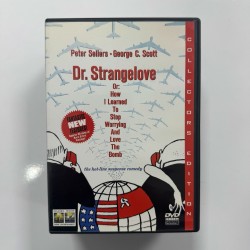 Peter Sellers · George C. Scott
Dr. Strangelove
Or:
How
I Learned
To
Stop
Worrying
And
Love
The
Bomb
NEW
the hot-line suspense comedy
COLLECTOR'S EDITION
DVD